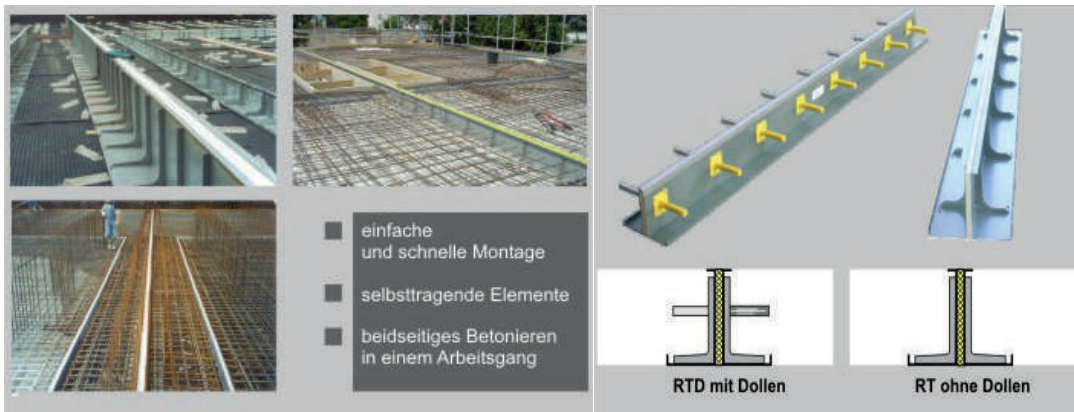 einfache
und schnelle Montage
selbsttragende Elemente
beidseitiges Betonieren
in einem Arbeitsgang
RTD mit Dollen
RT ohne Dollen